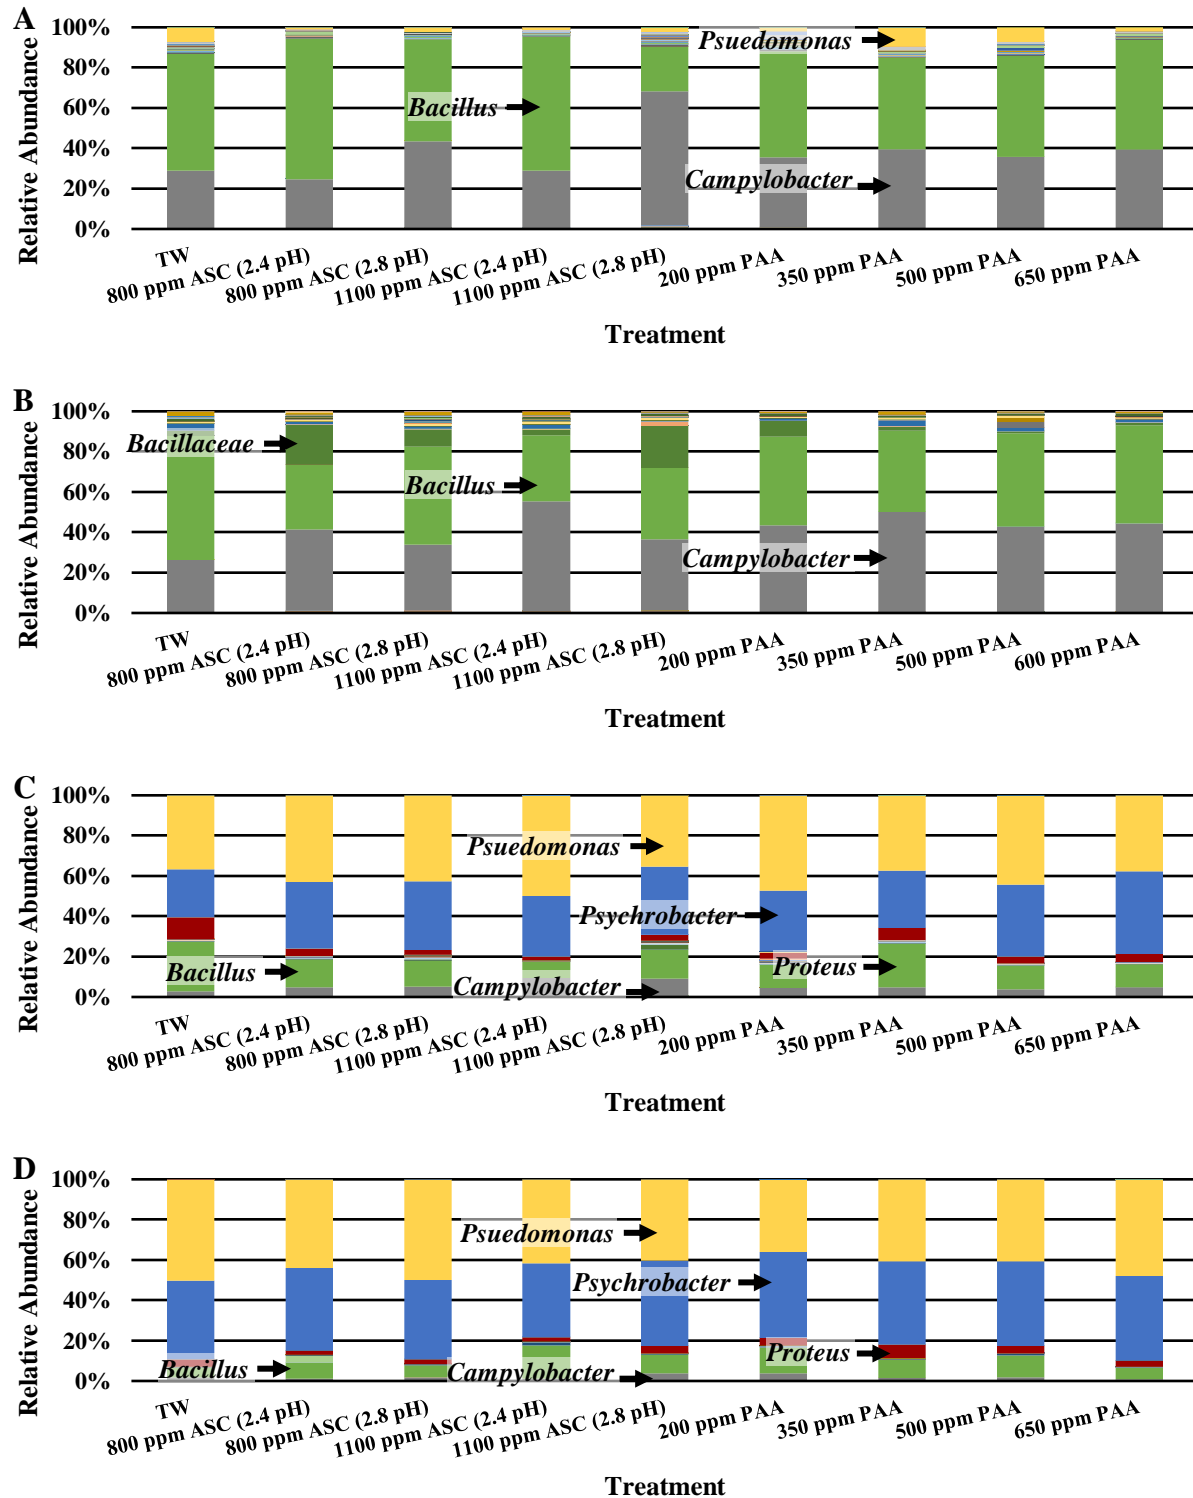 A
100%
80%
60%
40%
20%
0%
Relative Abundance
Psuedomonas
Bacillus
Campylobacter
TW
800 ppm ASC (2.4 pH)
800 ppm ASC (2.8 pH)
1100 ppm ASC (2.4 pH)
1100 ppm ASC (2.8 pH)
200 ppm PAA
350 ppm PAA
500 ppm PAA
650 ppm PAA
Treatment
B
100%
80%
60%
40%
20%
0%
Relative Abundance
Bacillaceae
Bacillus
Campylobacter
TW
800 ppm ASC (2.4 pH)
800 ppm ASC (2.8 pH)
1100 ppm ASC (2.4 pH)
1100 ppm ASC (2.8 pH)
200 ppm PAA
350 ppm PAA
500 ppm PAA
600 ppm PAA
Treatment
C
100%
80%
60%
40%
20%
0%
Relative Abundance
Psuedomonas
Psychrobacter
Bacillus
Proteus
Campylobacter
TW
800 ppm ASC (2.4 pH)
800 ppm ASC (2.8 pH)
1100 ppm ASC (2.4 pH)
1100 ppm ASC (2.8 pH)
200 ppm PAA
350 ppm PAA
500 ppm PAA
650 ppm PAA
Treatment
D
100%
80%
60%
40%
20%
0%
Relative Abundance
Psuedomonas
Psychrobacter
Proteus
Bacillus
Campylobacter
TW
800 ppm ASC (2.4 pH)
800 ppm ASC (2.8 pH)
1100 ppm ASC (2.4 pH)
1100 ppm ASC (2.8 pH)
200 ppm PAA
350 ppm PAA
500 ppm PAA
650 ppm PAA
Treatment